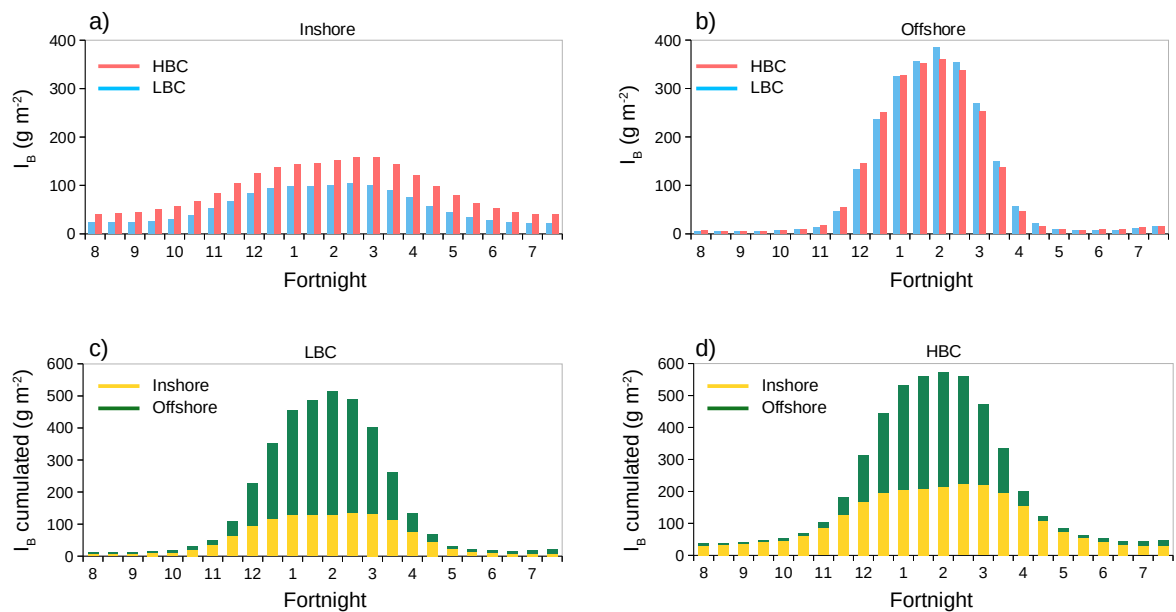 a)
Inshore
400
300
200
100
0
I_B (g m⁻²)
HBC
LBC
8 9 10 11 12 1 2 3 4 5 6 7
Fortnight
b)
Offshore
400
300
200
100
0
I_B (g m⁻²)
HBC
LBC
8 9 10 11 12 1 2 3 4 5 6 7
Fortnight
c)
LBC
600
500
400
300
200
100
0
I_B cumulated (g m⁻²)
Inshore
Offshore
8 9 10 11 12 1 2 3 4 5 6 7
Fortnight
d)
HBC
600
500
400
300
200
100
0
I_B cumulated (g m⁻²)
Inshore
Offshore
8 9 10 11 12 1 2 3 4 5 6 7
Fortnight